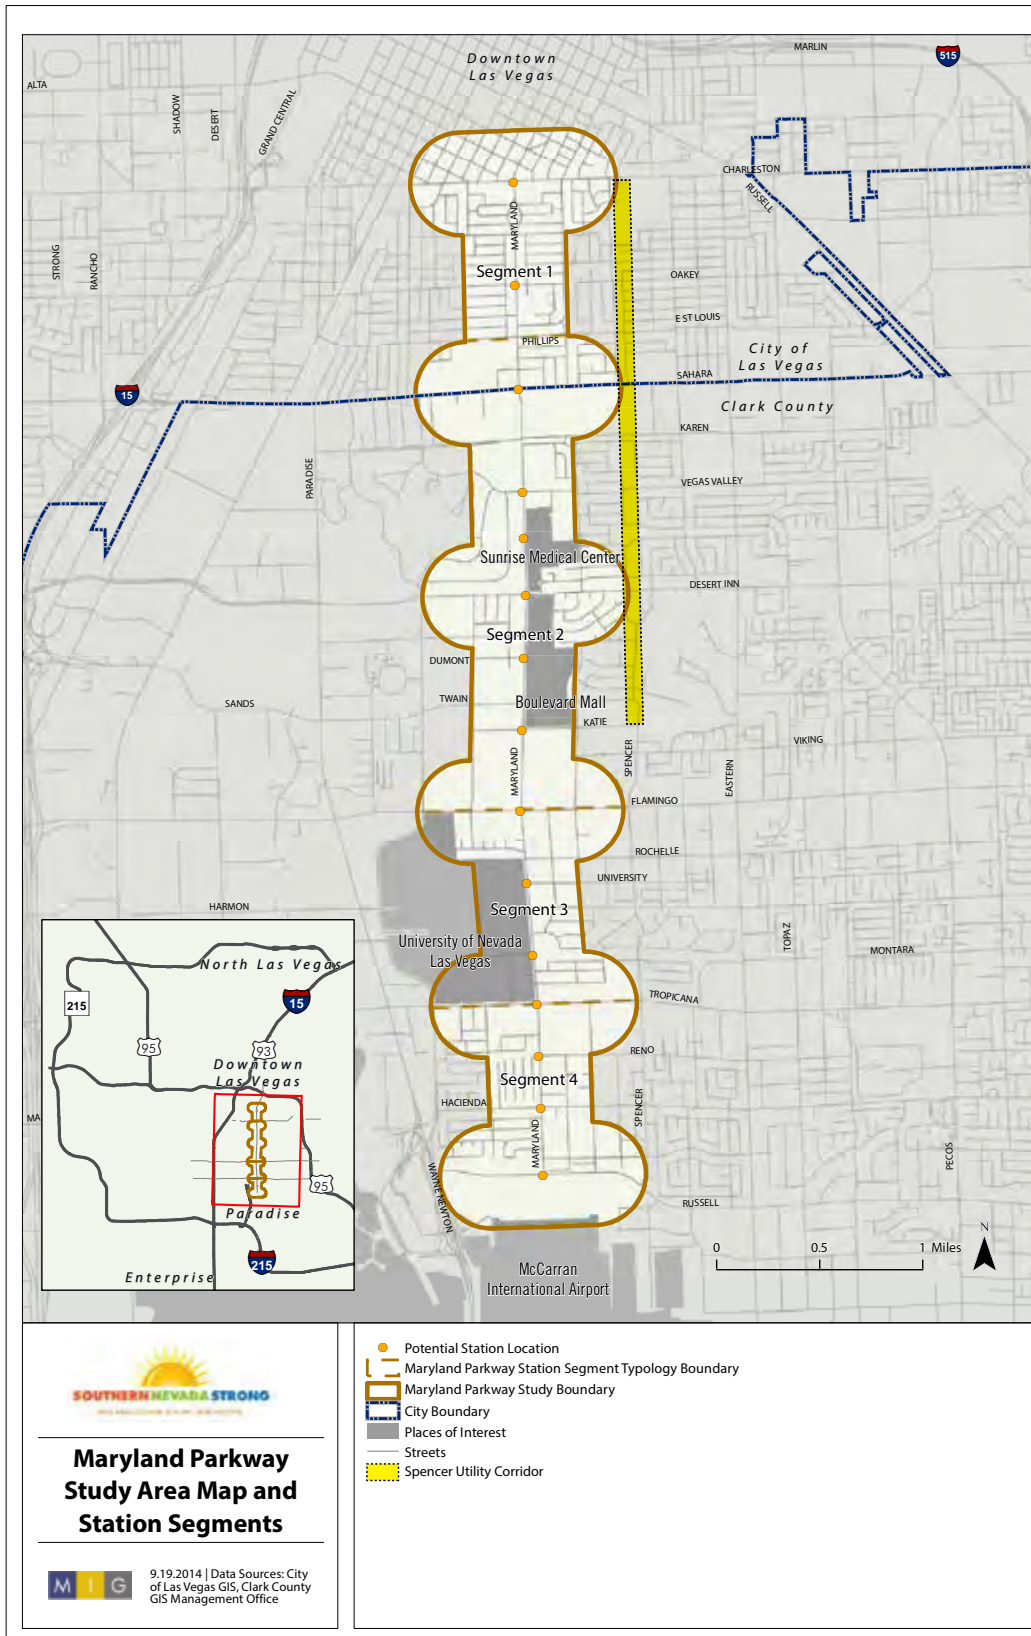 Downtown
Las Vegas
MARLIN
515
ALTA
SHADOW
DESERT
GRAND CENTRAL
CHARLESTON
RUSSELL
MARYLAND
STRONG
RANCHO
Segment 1
OAKEY
E ST LOUIS
PHILLIPS
City of
Las Vegas
SAHARA
15
Clark County
KAREN
PARADISE
VEGAS VALLEY
Sunrise Medical Center
DESERT INN
Segment 2
DUMONT
TWAIN
SANDS
Boulevard Mall
KATIE
VIKING
MARYLAND
SPENCER
EASTERN
FLAMINGO
ROCHELLE
UNIVERSITY
HARMON
Segment 3
TOPAZ
MONTARA
University of Nevada
Las Vegas
TROPICANA
RENO
Segment 4
HACIENDA
SPENCER
MA
MARYLAND
PECOS
WAYNE NEWTON
RUSSELL
McCarran
International Airport
N
0 0.5 1 Miles
North Las Vegas
215
15
95
93
Downtown
Las Vegas
95
Paradise
215
Enterprise
SOUTHERN NEVADA STRONG
Maryland Parkway
Study Area Map and
Station Segments
M I G
9.19.2014 | Data Sources: City
of Las Vegas GIS, Clark County
GIS Management Office
Potential Station Location
Maryland Parkway Station Segment Typology Boundary
Maryland Parkway Study Boundary
City Boundary
Places of Interest
Streets
Spencer Utility Corridor